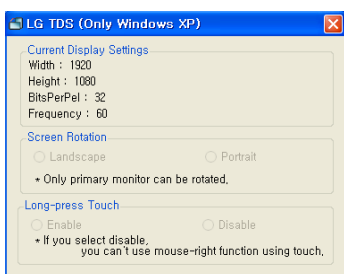 LG TDS (Only Windows XP)
Current Display Settings
Width : 1920
Height : 1080
BitsPerPel : 32
Frequency : 60
Screen Rotation
Landscape Portrait
* Only primary monitor can be rotated,
Long-press Touch
Enable Disable
* If you select disable,
you can't use mouse-right function using touch,